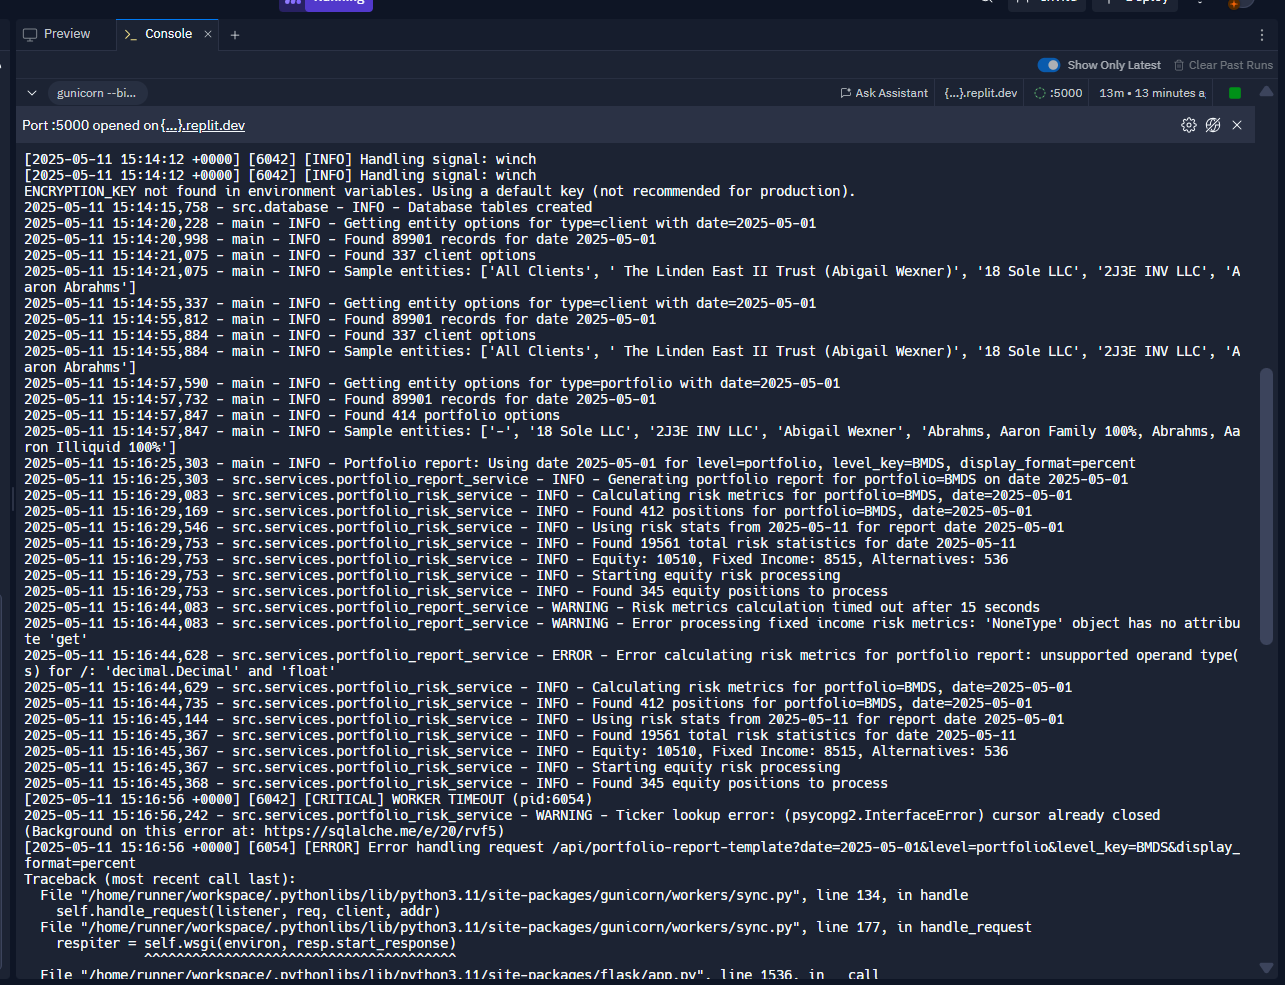 Running
Preview
Console
Show Only Latest
Clear Past Runs
gunicorn --bi...
Ask Assistant
{...}.replit.dev
:5000
13m • 13 minutes a
Port :5000 opened on {...}.replit.dev
[2025-05-11 15:14:12 +0000] [6042] [INFO] Handling signal: winch
[2025-05-11 15:14:12 +0000] [6042] [INFO] Handling signal: winch
ENCRYPTION_KEY not found in environment variables. Using a default key (not recommended for production).
2025-05-11 15:14:15,758 - src.database - INFO - Database tables created
2025-05-11 15:14:20,228 - main - INFO - Getting entity options for type=client with date=2025-05-01
2025-05-11 15:14:20,998 - main - INFO - Found 89901 records for date 2025-05-01
2025-05-11 15:14:21,075 - main - INFO - Found 337 client options
2025-05-11 15:14:21,075 - main - INFO - Sample entities: ['All Clients', ' The Linden East II Trust (Abigail Wexner)', '18 Sole LLC', '2J3E INV LLC', 'A
aron Abrahms']
2025-05-11 15:14:55,337 - main - INFO - Getting entity options for type=client with date=2025-05-01
2025-05-11 15:14:55,812 - main - INFO - Found 89901 records for date 2025-05-01
2025-05-11 15:14:55,884 - main - INFO - Found 337 client options
2025-05-11 15:14:55,884 - main - INFO - Sample entities: ['All Clients', ' The Linden East II Trust (Abigail Wexner)', '18 Sole LLC', '2J3E INV LLC', 'A
aron Abrahms']
2025-05-11 15:14:57,590 - main - INFO - Getting entity options for type=portfolio with date=2025-05-01
2025-05-11 15:14:57,732 - main - INFO - Found 89901 records for date 2025-05-01
2025-05-11 15:14:57,847 - main - INFO - Found 414 portfolio options
2025-05-11 15:14:57,847 - main - INFO - Sample entities: ['-', '18 Sole LLC', '2J3E INV LLC', 'Abigail Wexner', 'Abrahms, Aaron Family 100%, Abrahms, Aa
ron Illiquid 100%']
2025-05-11 15:16:25,303 - main - INFO - Portfolio report: Using date 2025-05-01 for level=portfolio, level_key=BMDS, display_format=percent
2025-05-11 15:16:25,303 - src.services.portfolio_report_service - INFO - Generating portfolio report for portfolio=BMDS on date 2025-05-01
2025-05-11 15:16:29,083 - src.services.portfolio_risk_service - INFO - Calculating risk metrics for portfolio=BMDS, date=2025-05-01
2025-05-11 15:16:29,169 - src.services.portfolio_risk_service - INFO - Found 412 positions for portfolio=BMDS, date=2025-05-01
2025-05-11 15:16:29,546 - src.services.portfolio_risk_service - INFO - Using risk stats from 2025-05-11 for report date 2025-05-01
2025-05-11 15:16:29,753 - src.services.portfolio_risk_service - INFO - Found 19561 total risk statistics for date 2025-05-11
2025-05-11 15:16:29,753 - src.services.portfolio_risk_service - INFO - Equity: 10510, Fixed Income: 8515, Alternatives: 536
2025-05-11 15:16:29,753 - src.services.portfolio_risk_service - INFO - Starting equity risk processing
2025-05-11 15:16:29,753 - src.services.portfolio_risk_service - INFO - Found 345 equity positions to process
2025-05-11 15:16:44,083 - src.services.portfolio_report_service - WARNING - Risk metrics calculation timed out after 15 seconds
2025-05-11 15:16:44,083 - src.services.portfolio_report_service - WARNING - Error processing fixed income risk metrics: 'NoneType' object has no attribu
te 'get'
2025-05-11 15:16:44,628 - src.services.portfolio_report_service - ERROR - Error calculating risk metrics for portfolio report: unsupported operand type(
s) for /: 'decimal.Decimal' and 'float'
2025-05-11 15:16:44,629 - src.services.portfolio_risk_service - INFO - Calculating risk metrics for portfolio=BMDS, date=2025-05-01
2025-05-11 15:16:44,735 - src.services.portfolio_risk_service - INFO - Found 412 positions for portfolio=BMDS, date=2025-05-01
2025-05-11 15:16:45,144 - src.services.portfolio_risk_service - INFO - Using risk stats from 2025-05-11 for report date 2025-05-01
2025-05-11 15:16:45,367 - src.services.portfolio_risk_service - INFO - Found 19561 total risk statistics for date 2025-05-11
2025-05-11 15:16:45,367 - src.services.portfolio_risk_service - INFO - Equity: 10510, Fixed Income: 8515, Alternatives: 536
2025-05-11 15:16:45,367 - src.services.portfolio_risk_service - INFO - Starting equity risk processing
2025-05-11 15:16:45,368 - src.services.portfolio_risk_service - INFO - Found 345 equity positions to process
[2025-05-11 15:16:56 +0000] [6042] [CRITICAL] WORKER TIMEOUT (pid:6054)
2025-05-11 15:16:56,242 - src.services.portfolio_risk_service - WARNING - Ticker lookup error: (psycopg2.InterfaceError) cursor already closed
(Background on this error at: https://sqlalche.me/e/20/rvf5)
[2025-05-11 15:16:56 +0000] [6054] [ERROR] Error handling request /api/portfolio-report-template?date=2025-05-01&level=portfolio&level_key=BMDS&display_
format=percent
Traceback (most recent call last):
  File "/home/runner/workspace/.pythonlibs/lib/python3.11/site-packages/gunicorn/workers/sync.py", line 134, in handle
    self.handle_request(listener, req, client, addr)
  File "/home/runner/workspace/.pythonlibs/lib/python3.11/site-packages/gunicorn/workers/sync.py", line 177, in handle_request
    respiter = self.wsgi(environ, resp.start_response)
               ^^^^^^^^^^^^^^^^^^^^^^^^^^^^^^^^^^^^^^^
  File "/home/runner/workspace/.pythonlibs/lib/python3.11/site-packages/flask/app.py", line 1536, in __call__